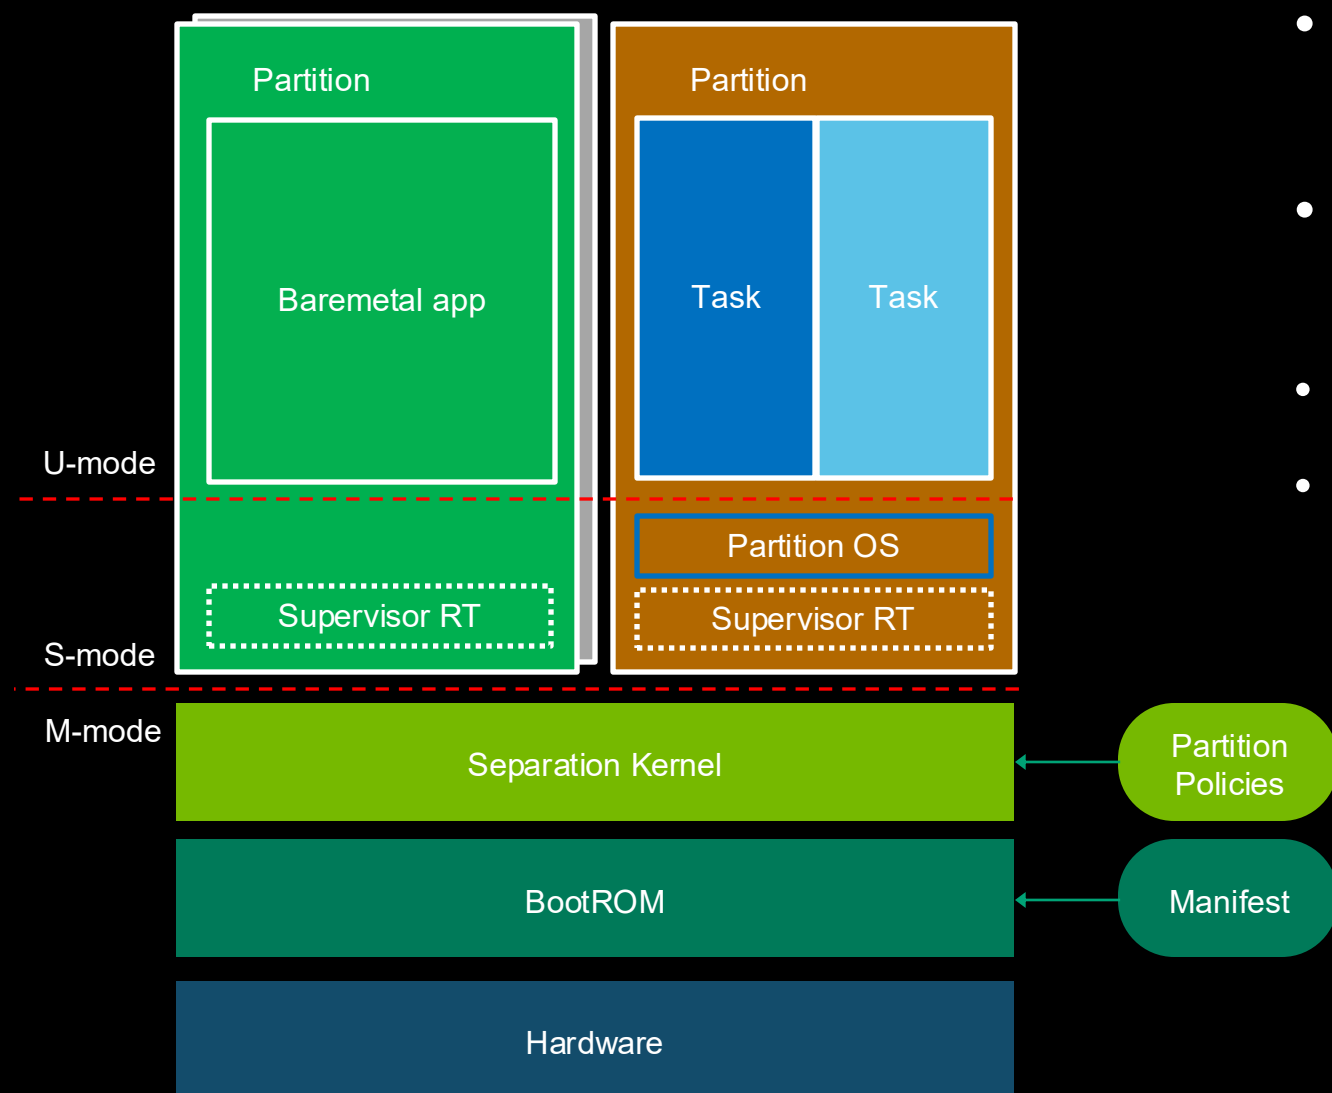 Partition
Partition
Baremetal app
Task
Task
U-mode
Partition OS
Supervisor RT
Supervisor RT
S-mode
M-mode
Separation Kernel
Partition
Policies
BootROM
Manifest
Hardware